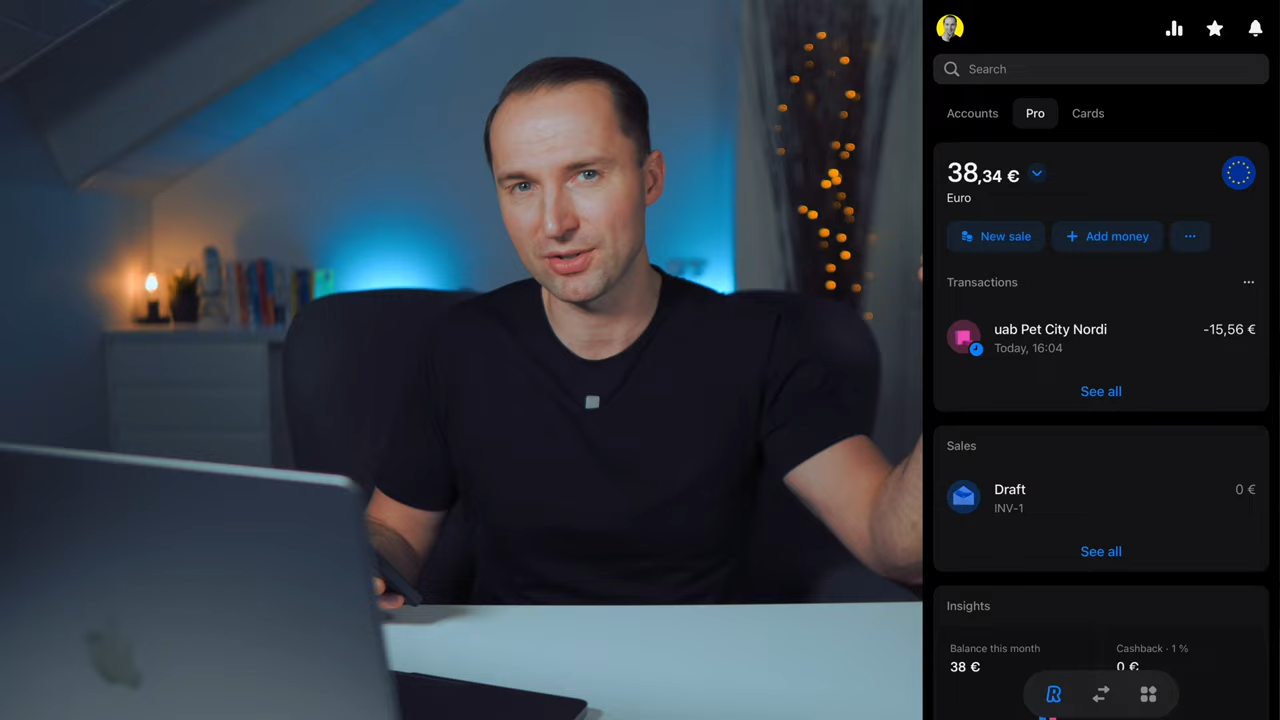 Search
Accounts
Pro
Cards
38,34 €
Euro
New sale
Add money
Transactions
uab Pet City Nordi
-15,56 €
Today, 16:04
See all
Sales
Draft
0 €
INV-1
See all
Insights
Balance this month
Cashback · 1 %
38 €
0 €